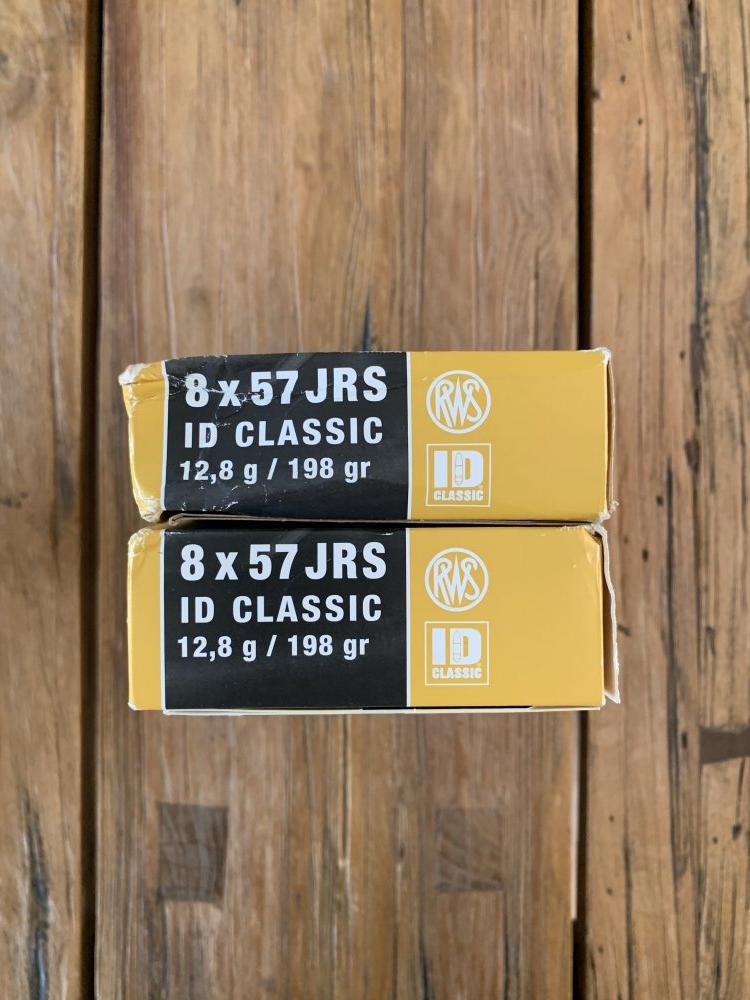 8 x 57 JRS
ID CLASSIC
12,8 g / 198 gr
RWS
ID
CLASSIC
8 x 57 JRS
ID CLASSIC
12,8 g / 198 gr
RWS
ID
CLASSIC